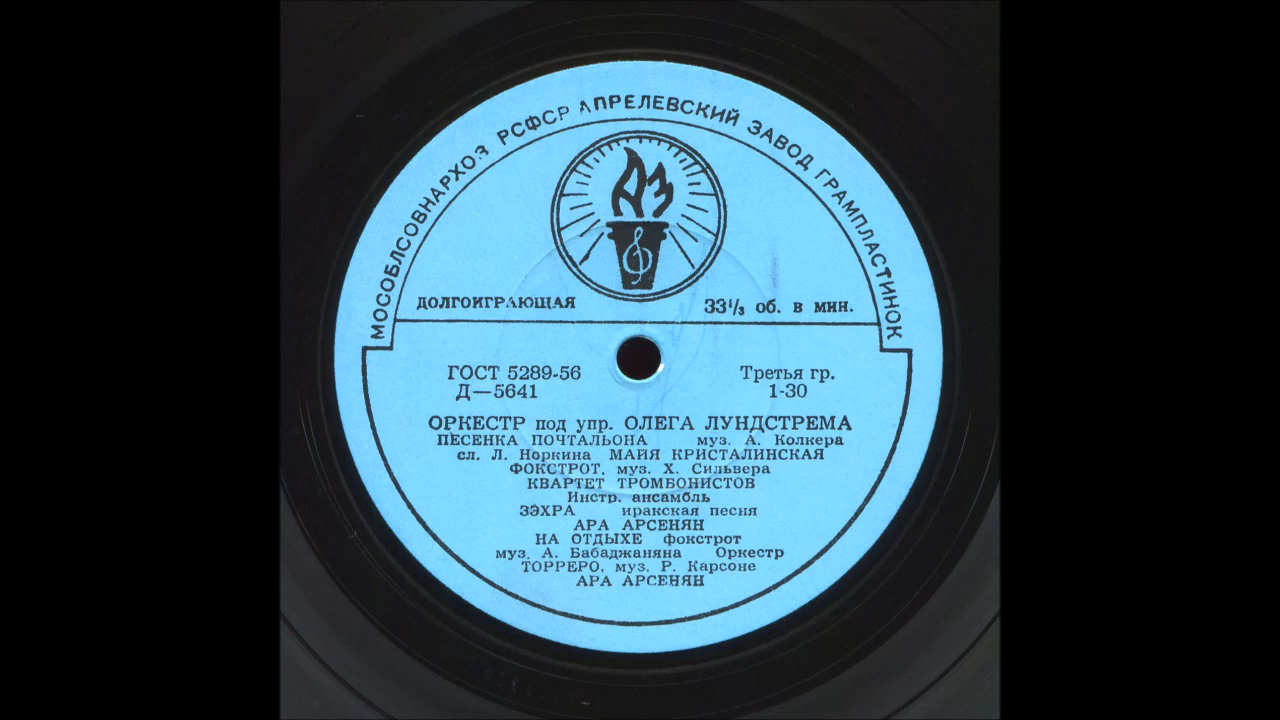 МОСОБЛСОВНАРХОЗ РСФСР АПРЕЛЕВСКИЙ ЗАВОД ГРАМПЛАСТИНОК
АЗ
ДОЛГОИГРАЮЩАЯ 33⅓ об. в мин.
ГОСТ 5289-56 Третья гр.
Д—5641 1-30
ОРКЕСТР под упр. ОЛЕГА ЛУНДСТРЕМА
ПЕСЕНКА ПОЧТАЛЬОНА муз. А. Колкера
сл. Л. Норкина МАЙЯ КРИСТАЛИНСКАЯ
ФОКСТРОТ, муз. Х. Сильвера
КВАРТЕТ ТРОМБОНИСТОВ
Инстр. ансамбль
ЗЭХРА иракская песня
АРА АРСЕНЯН
НА ОТДЫХЕ фокстрот
муз. А. Бабаджаняна Оркестр
ТОРРЕРО, муз. Р. Карсоне
АРА АРСЕНЯН